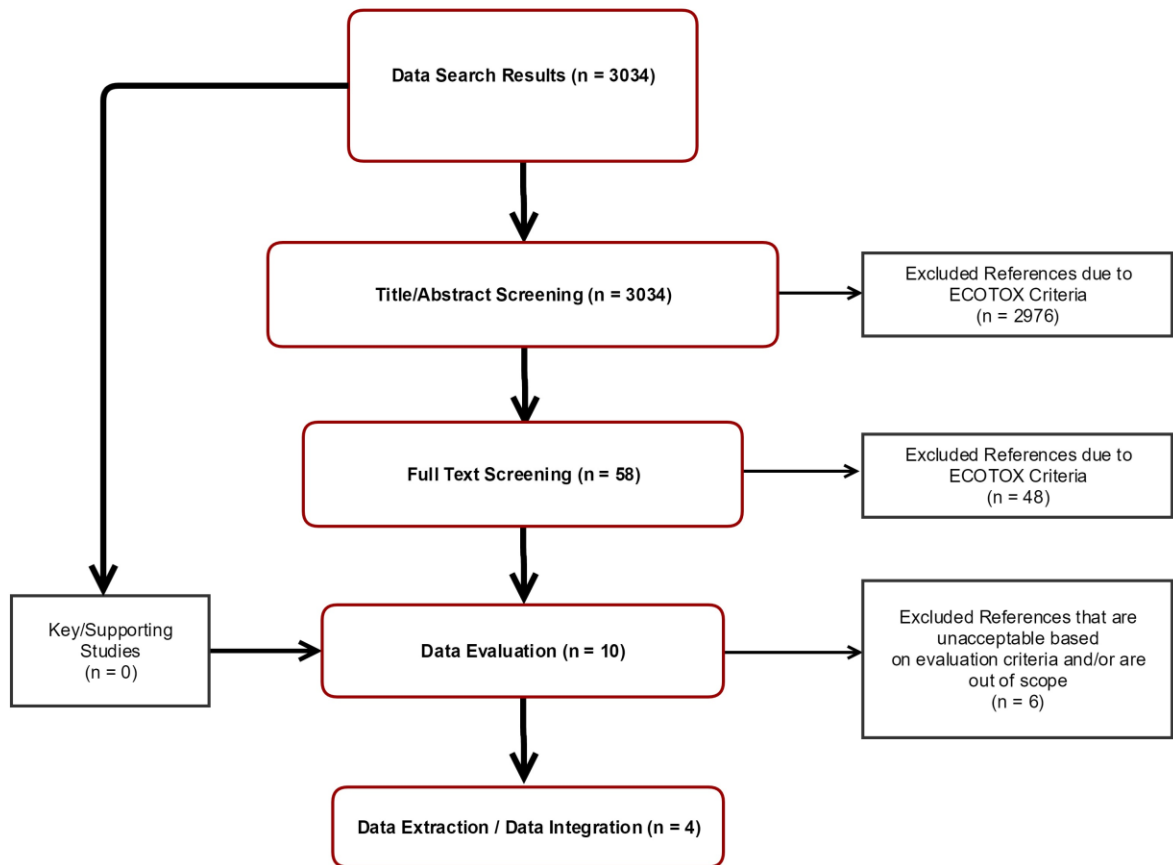 Data Search Results (n = 3034)
Title/Abstract Screening (n = 3034)
Excluded References due to
ECOTOX Criteria
(n = 2976)
Full Text Screening (n = 58)
Excluded References due to
ECOTOX Criteria
(n = 48)
Key/Supporting
Studies
(n = 0)
Data Evaluation (n = 10)
Excluded References that are
unacceptable based
on evaluation criteria and/or are
out of scope
(n = 6)
Data Extraction / Data Integration (n = 4)